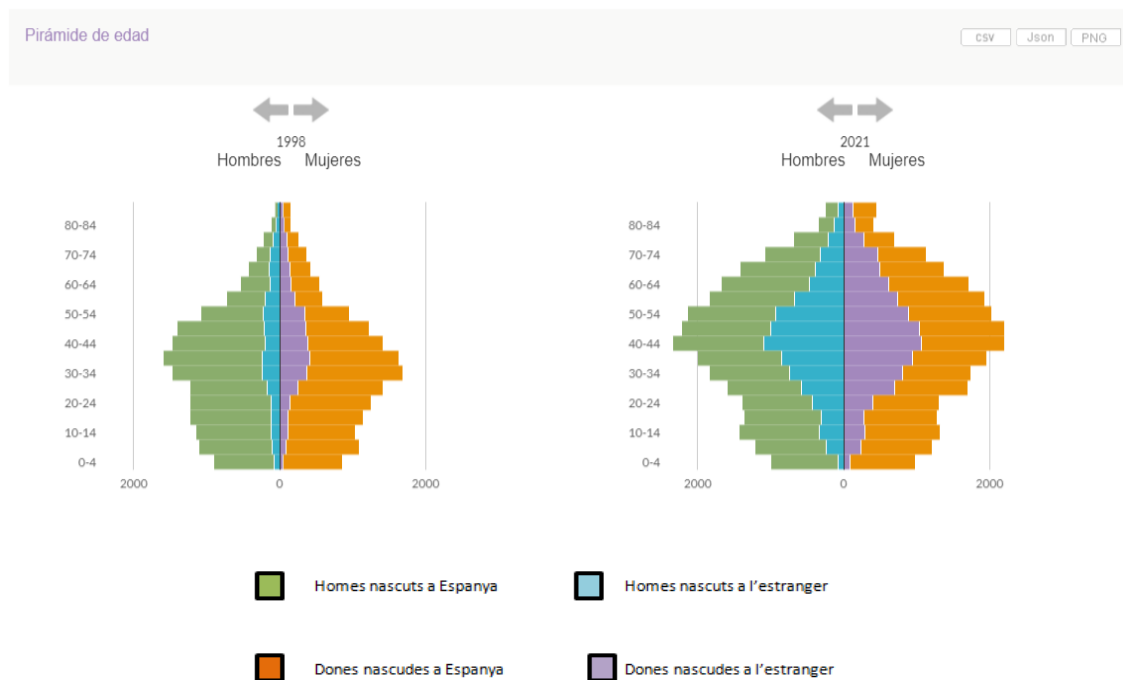 Pirámide de edad
csv Json PNG
1998
Hombres Mujeres
80-84
70-74
60-64
50-54
40-44
30-34
20-24
10-14
0-4
2000 0 2000
2021
Hombres Mujeres
80-84
70-74
60-64
50-54
40-44
30-34
20-24
10-14
0-4
2000 0 2000
Homes nascuts a Espanya
Homes nascuts a l'estranger
Dones nascudes a Espanya
Dones nascudes a l'estranger